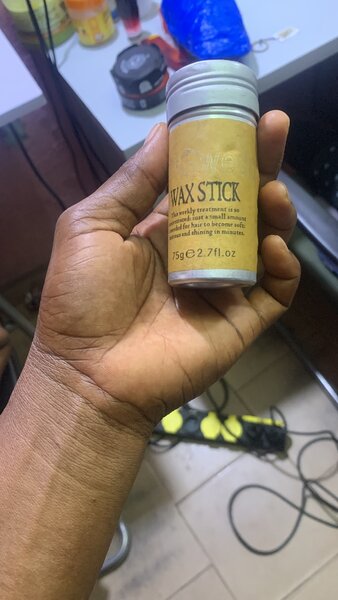 WAX STICK
This weekly treatment is so
just a small amount
needed for hair to become soft
and shining in minutes.
75g℮2.7fl.oz